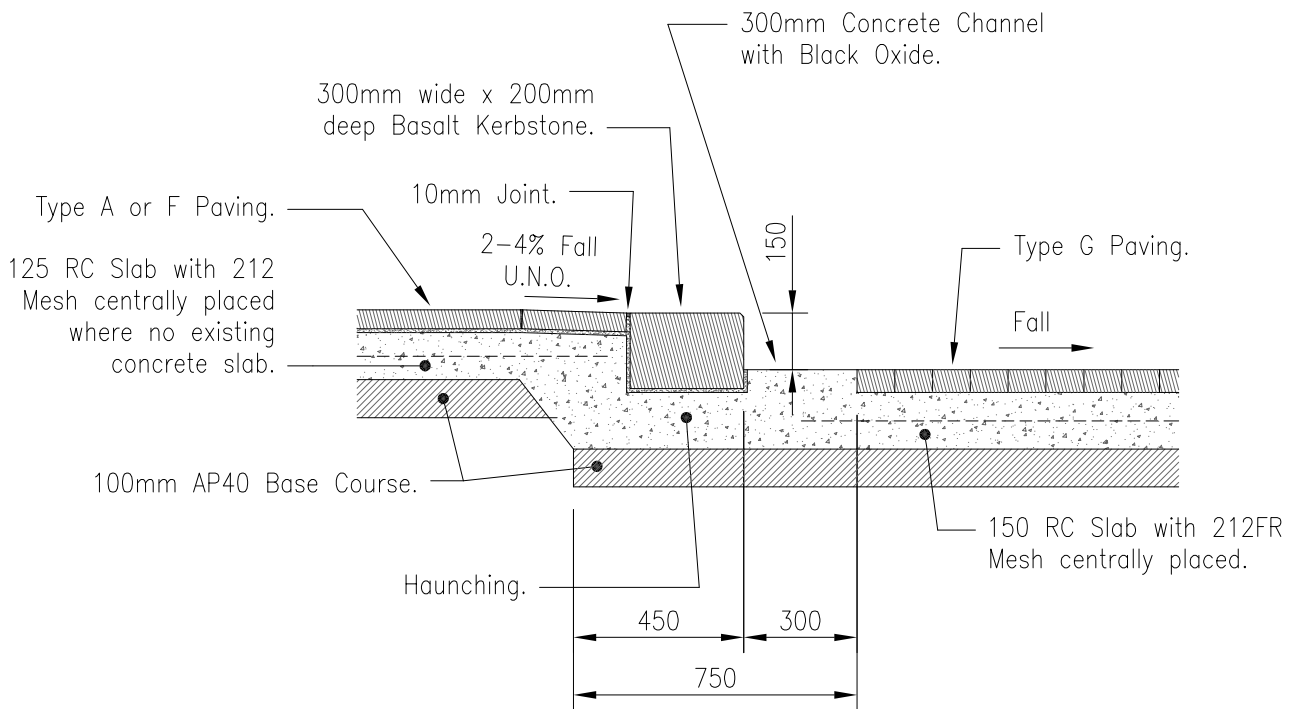 300mm Concrete Channel
with Black Oxide.
300mm wide x 200mm
deep Basalt Kerbstone.
10mm Joint.
Type A or F Paving.
2-4% Fall
U.N.O.
150
Type G Paving.
125 RC Slab with 212
Mesh centrally placed
where no existing
concrete slab.
Fall
100mm AP40 Base Course.
150 RC Slab with 212FR
Mesh centrally placed.
Haunching.
450
300
750